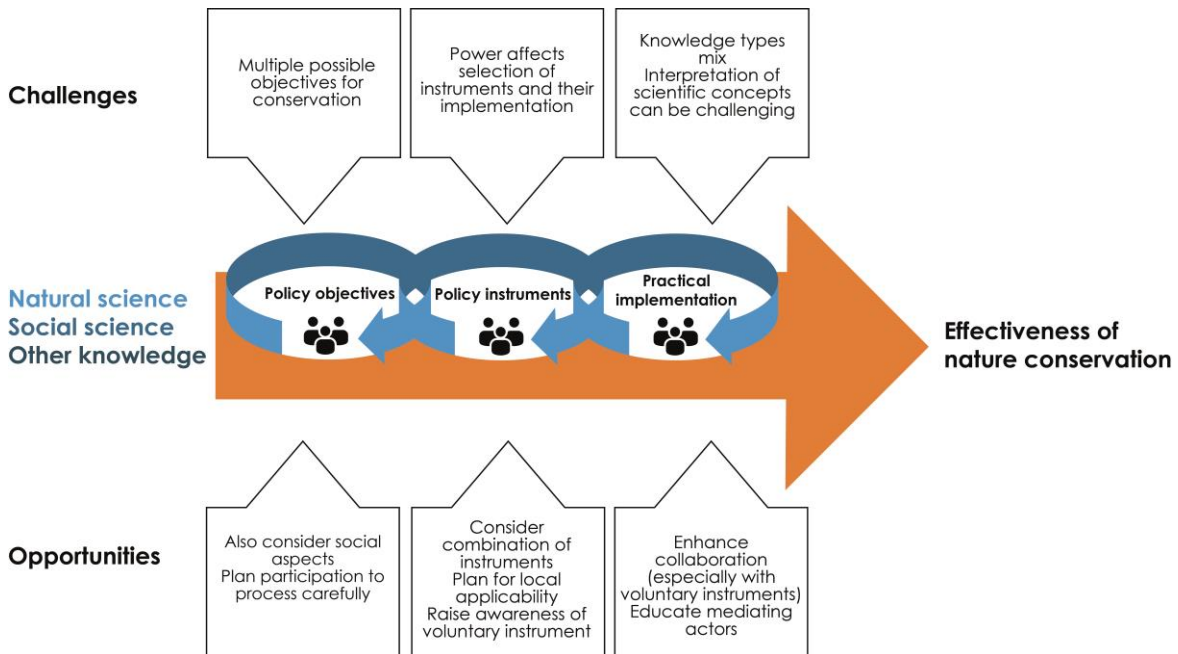 Challenges
Multiple possible
objectives for
conservation
Power affects
selection of
instruments and their
implementation
Knowledge types
mix
Interpretation of
scientific concepts
can be challenging
Natural science
Social science
Other knowledge
Policy objectives
Policy instruments
Practical
implementation
Effectiveness of
nature conservation
Opportunities
Also consider social
aspects
Plan participation to
process carefully
Consider
combination of
instruments
Plan for local
applicability
Raise awareness of
voluntary instrument
Enhance
collaboration
(especially with
voluntary instruments)
Educate mediating
actors